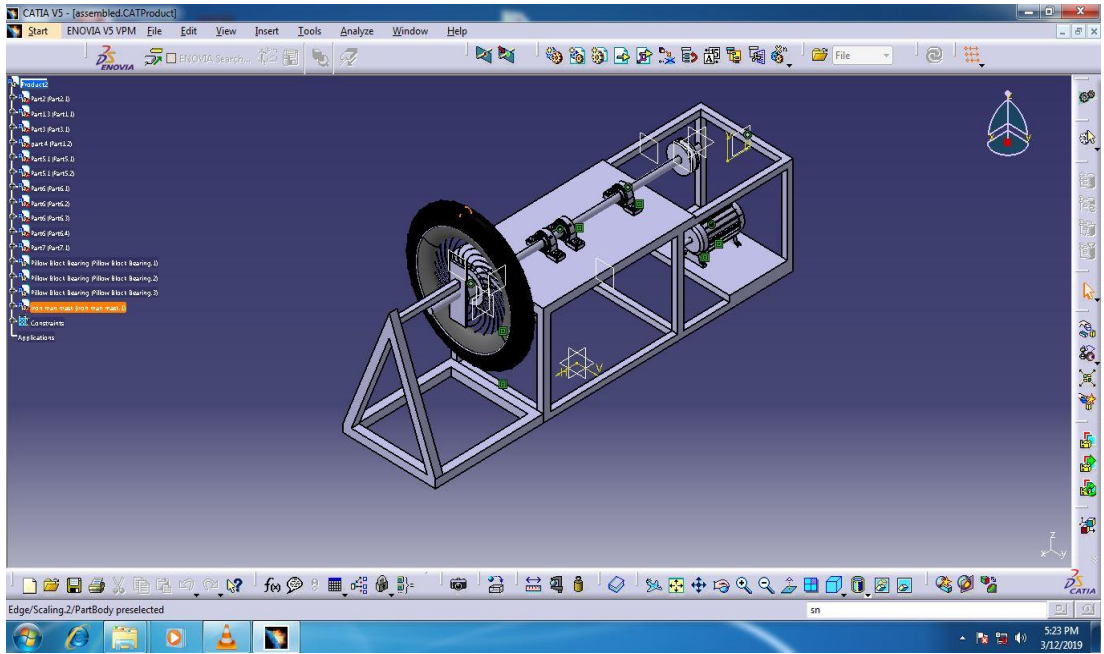 CATIA V5 - [assembled.CATProduct]
Start ENOVIA V5 VPM File Edit View Insert Tools Analyze Window Help
ENOVIA
ENOVIA Search...
File
Product2
Part2 (Part2.1)
Part1.3 (Part1.1)
Part3 (Part3.1)
part 4 (Part1.2)
Part5.1 (Part5.1)
Part5.1 (Part5.2)
Part6 (Part6.1)
Part6 (Part6.2)
Part6 (Part6.3)
Part6 (Part6.4)
Part7 (Part7.1)
Pillow Block Bearing (Pillow Block Bearing.1)
Pillow Block Bearing (Pillow Block Bearing.2)
Pillow Block Bearing (Pillow Block Bearing.3)
Constraints
Applications
z
x y
f(x)
CATIA
Edge/Scaling.2/PartBody preselected
sn
5:23 PM
3/12/2019